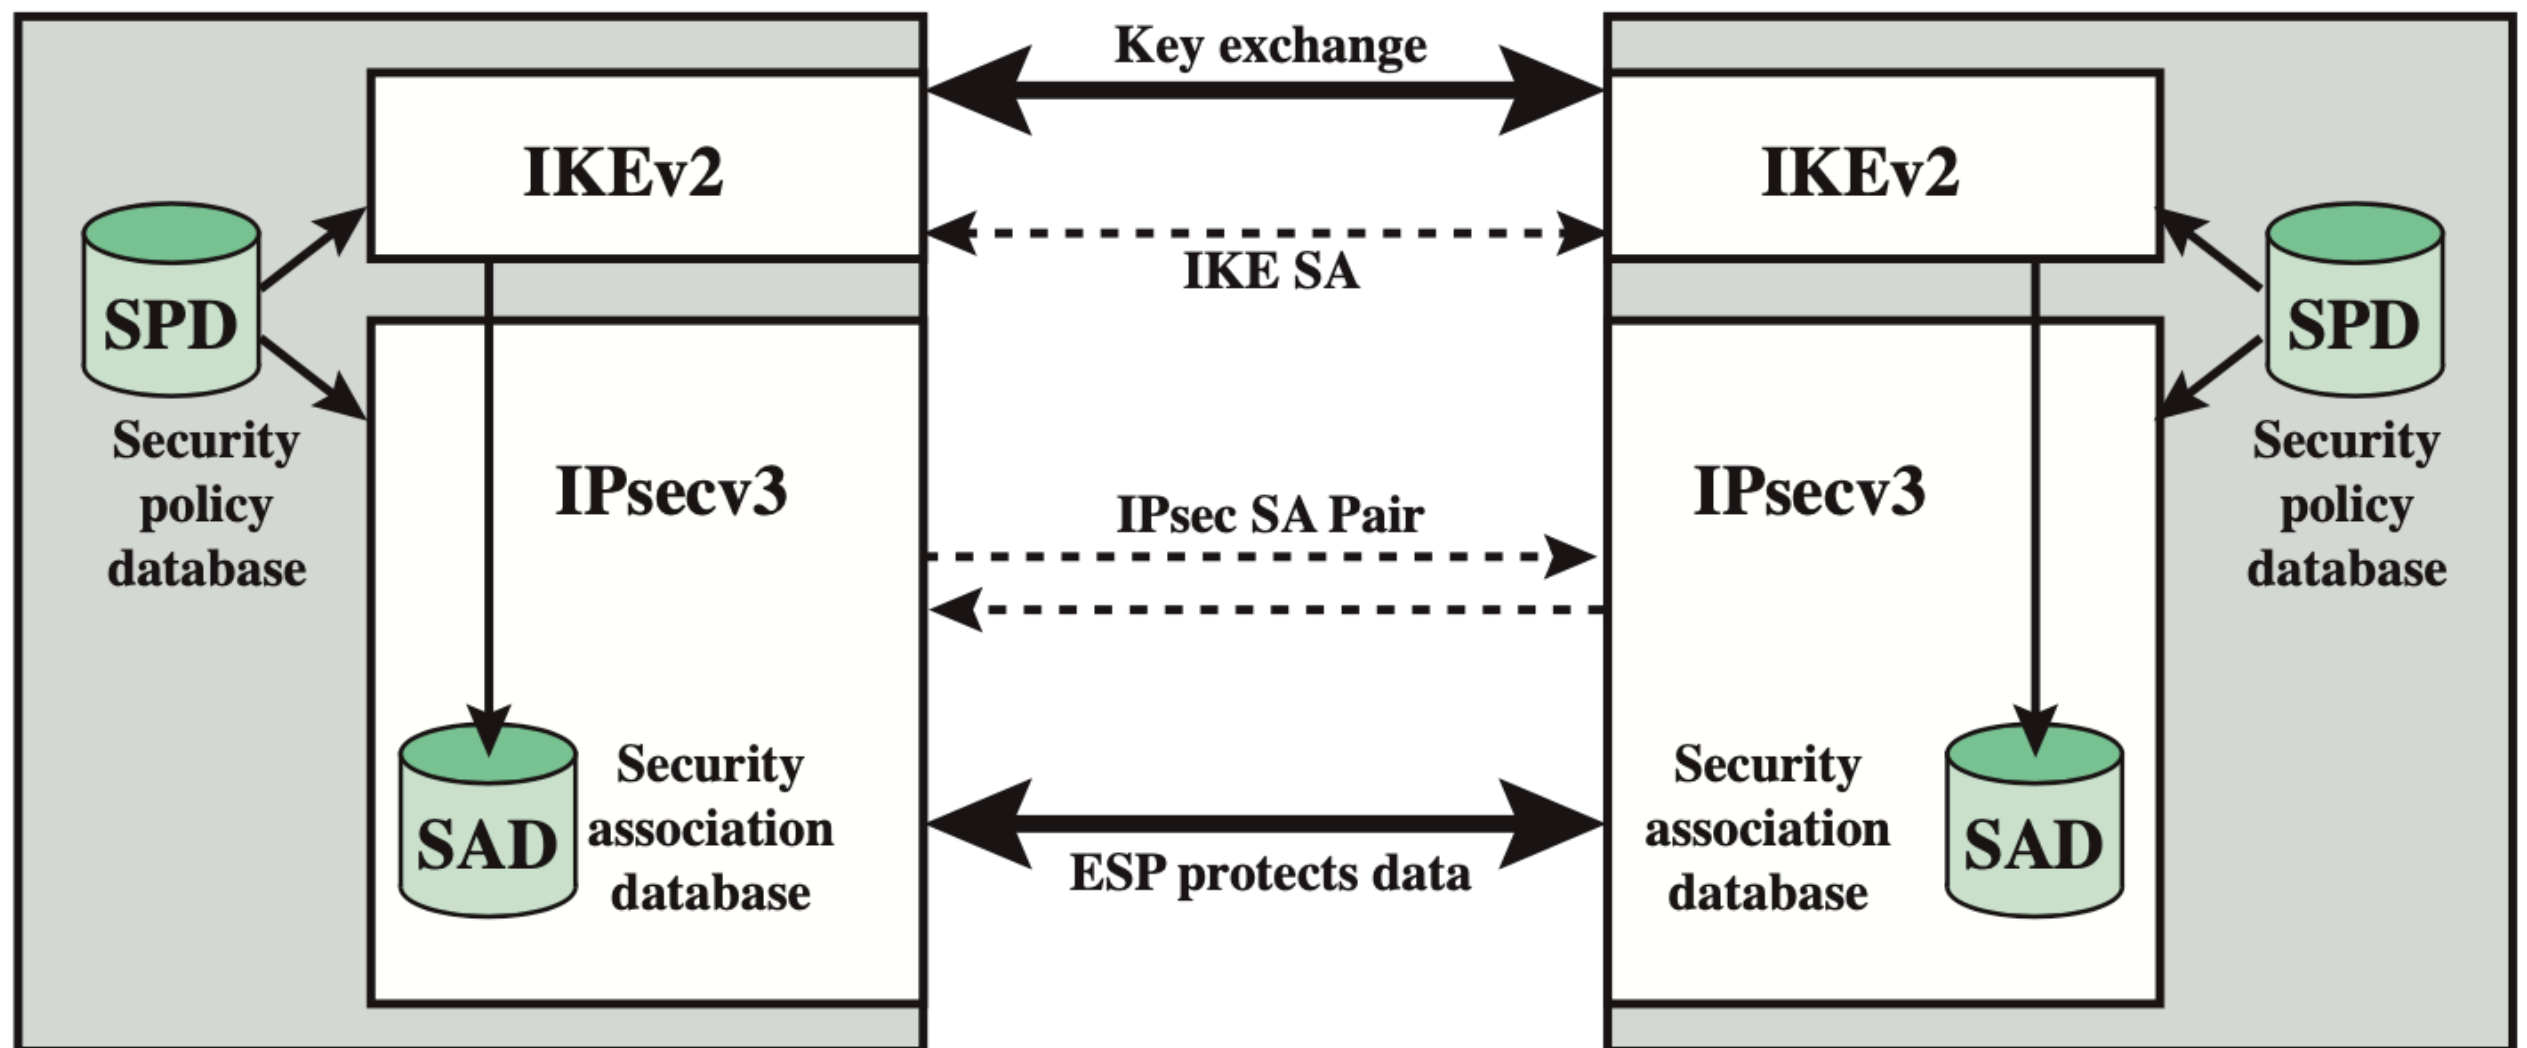 Key exchange
IKEv2
IKEv2
IKE SA
SPD
SPD
Security
policy
database
Security
policy
database
IPsecv3
IPsecv3
IPsec SA Pair
SAD
Security
association
database
Security
association
database
SAD
ESP protects data